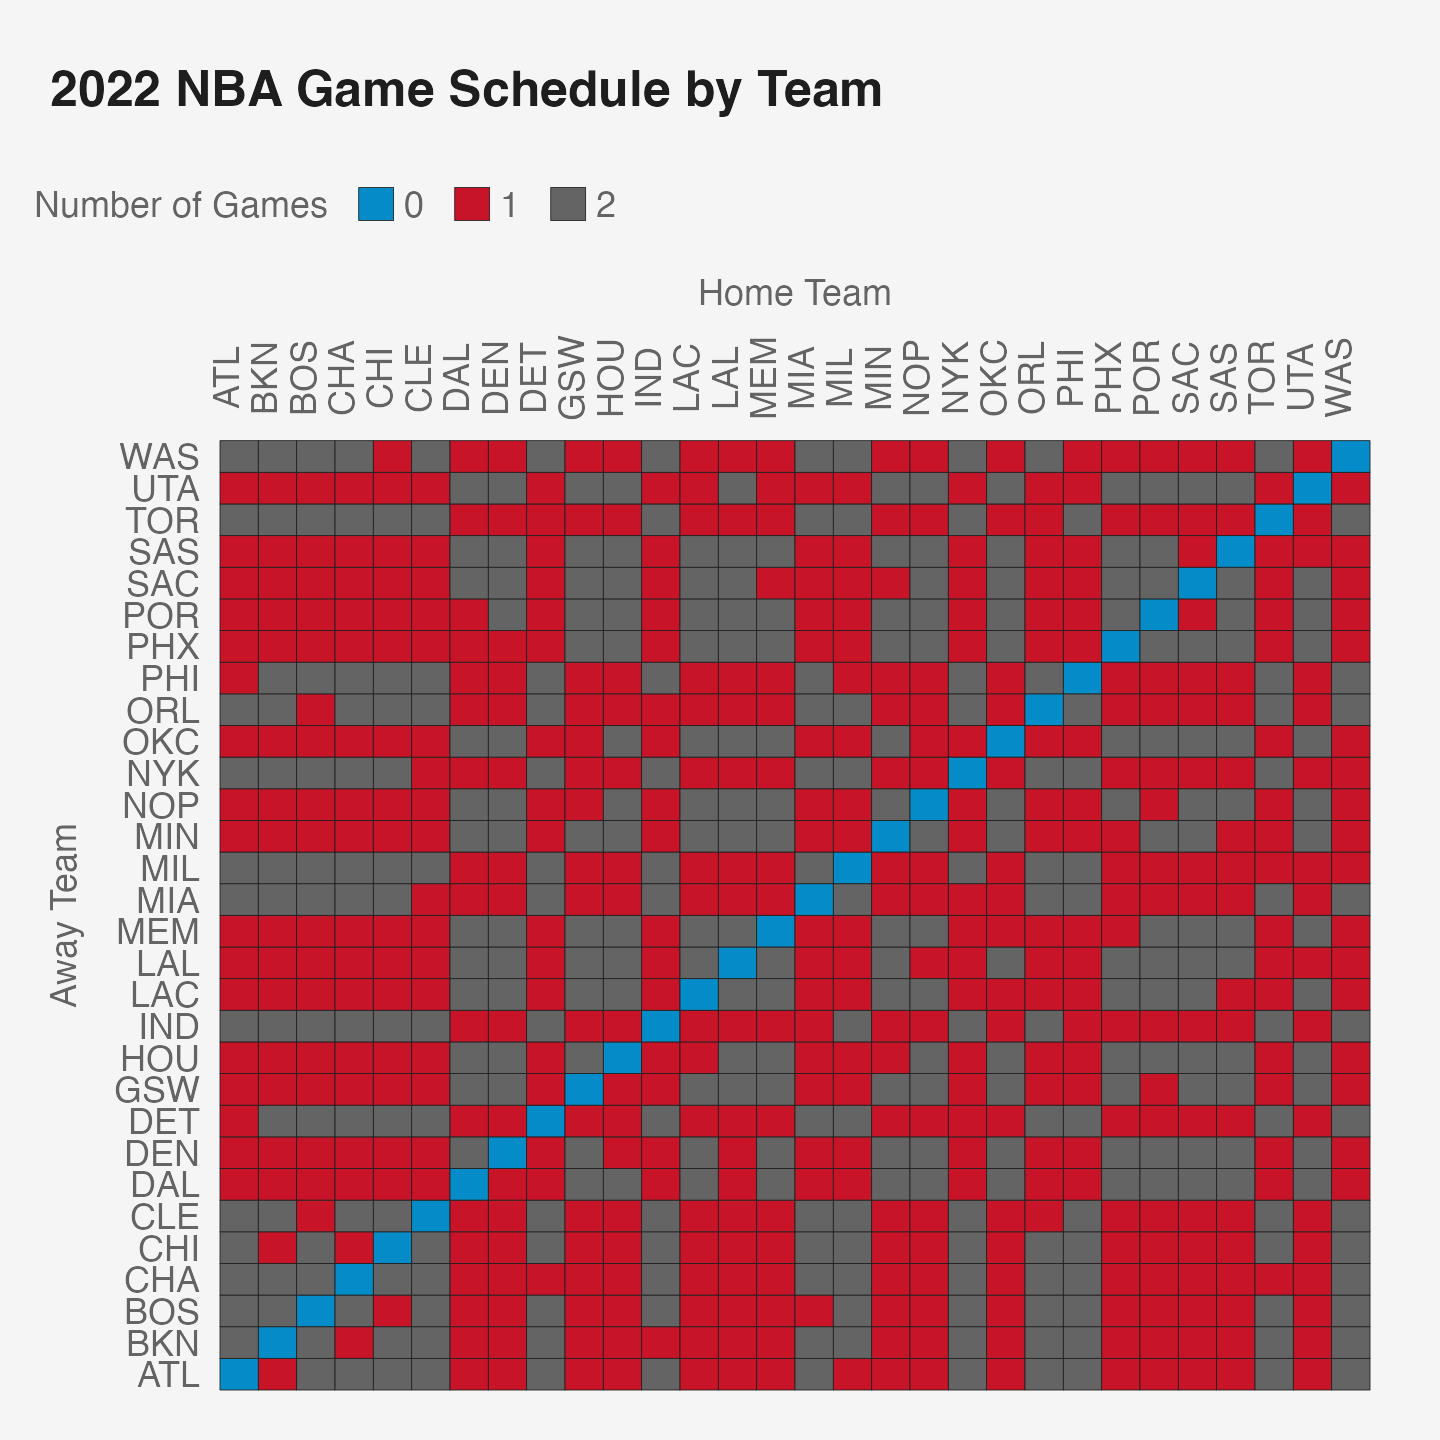 2022 NBA Game Schedule by Team
Number of Games 0 1 2
Home Team
ATL BKN BOS CHA CHI CLE DAL DEN DET GSW HOU IND LAC LAL MEM MIA MIL MIN NOP NYK OKC ORL PHI PHX POR SAC SAS TOR UTA WAS
Away Team
WAS
UTA
TOR
SAS
SAC
POR
PHX
PHI
ORL
OKC
NYK
NOP
MIN
MIL
MIA
MEM
LAL
LAC
IND
HOU
GSW
DET
DEN
DAL
CLE
CHI
CHA
BOS
BKN
ATL